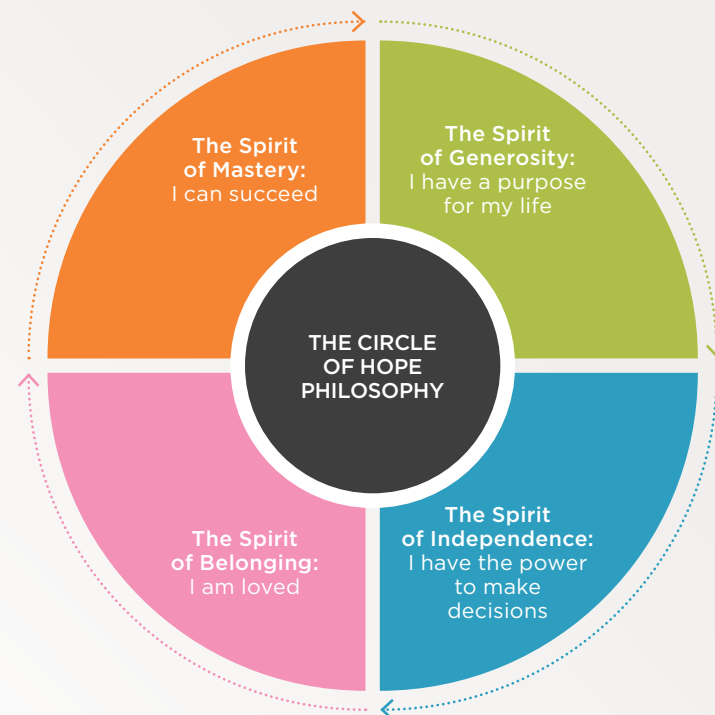 The Spirit
of Mastery:
I can succeed
The Spirit
of Generosity:
I have a purpose
for my life
THE CIRCLE
OF HOPE
PHILOSOPHY
The Spirit
of Belonging:
I am loved
The Spirit
of Independence:
I have the power
to make
decisions